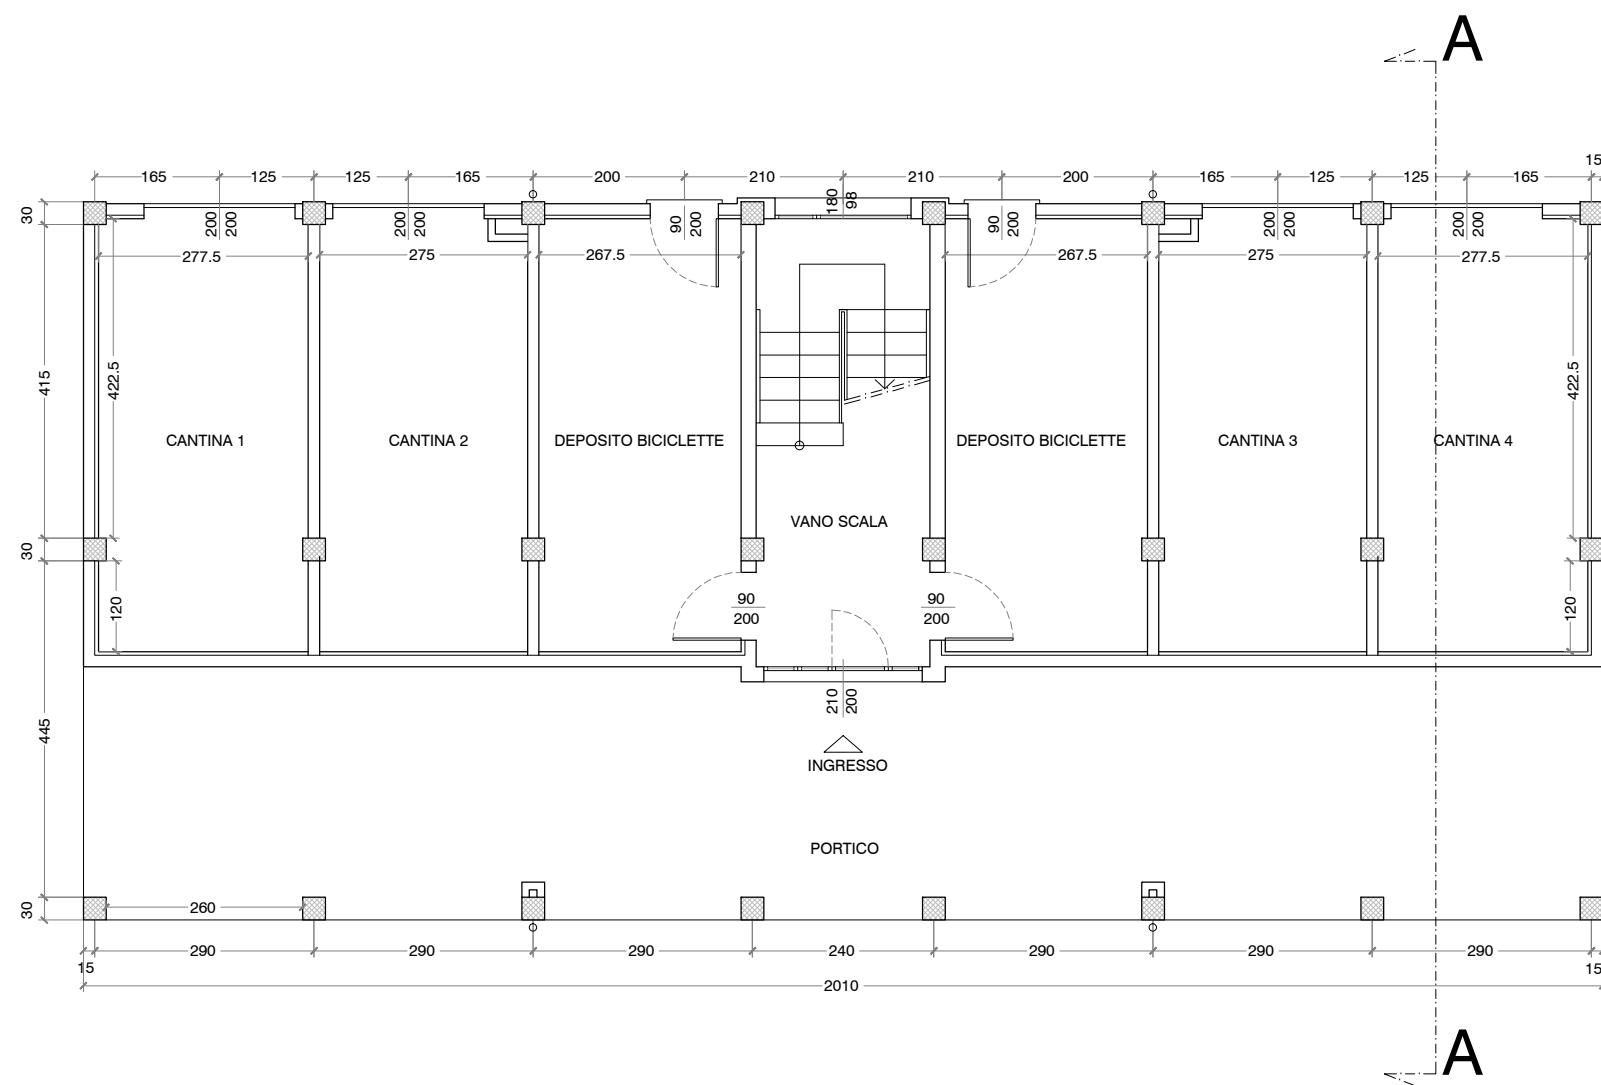 A
15
165 125 125 165 200 210 210 200 165 125 125 165
30
200 200
200 200
90 200
180 98
90 200
200 200
200 200
277.5 275 267.5 267.5 275 277.5
415
422.5
422.5
CANTINA 1 CANTINA 2 DEPOSITO BICICLETTE DEPOSITO BICICLETTE CANTINA 3 CANTINA 4
VANO SCALA
30
120
90
200
90
200
120
210 200
445
INGRESSO
PORTICO
30
260
290 290 290 240 290 290 290
15 15
2010
A